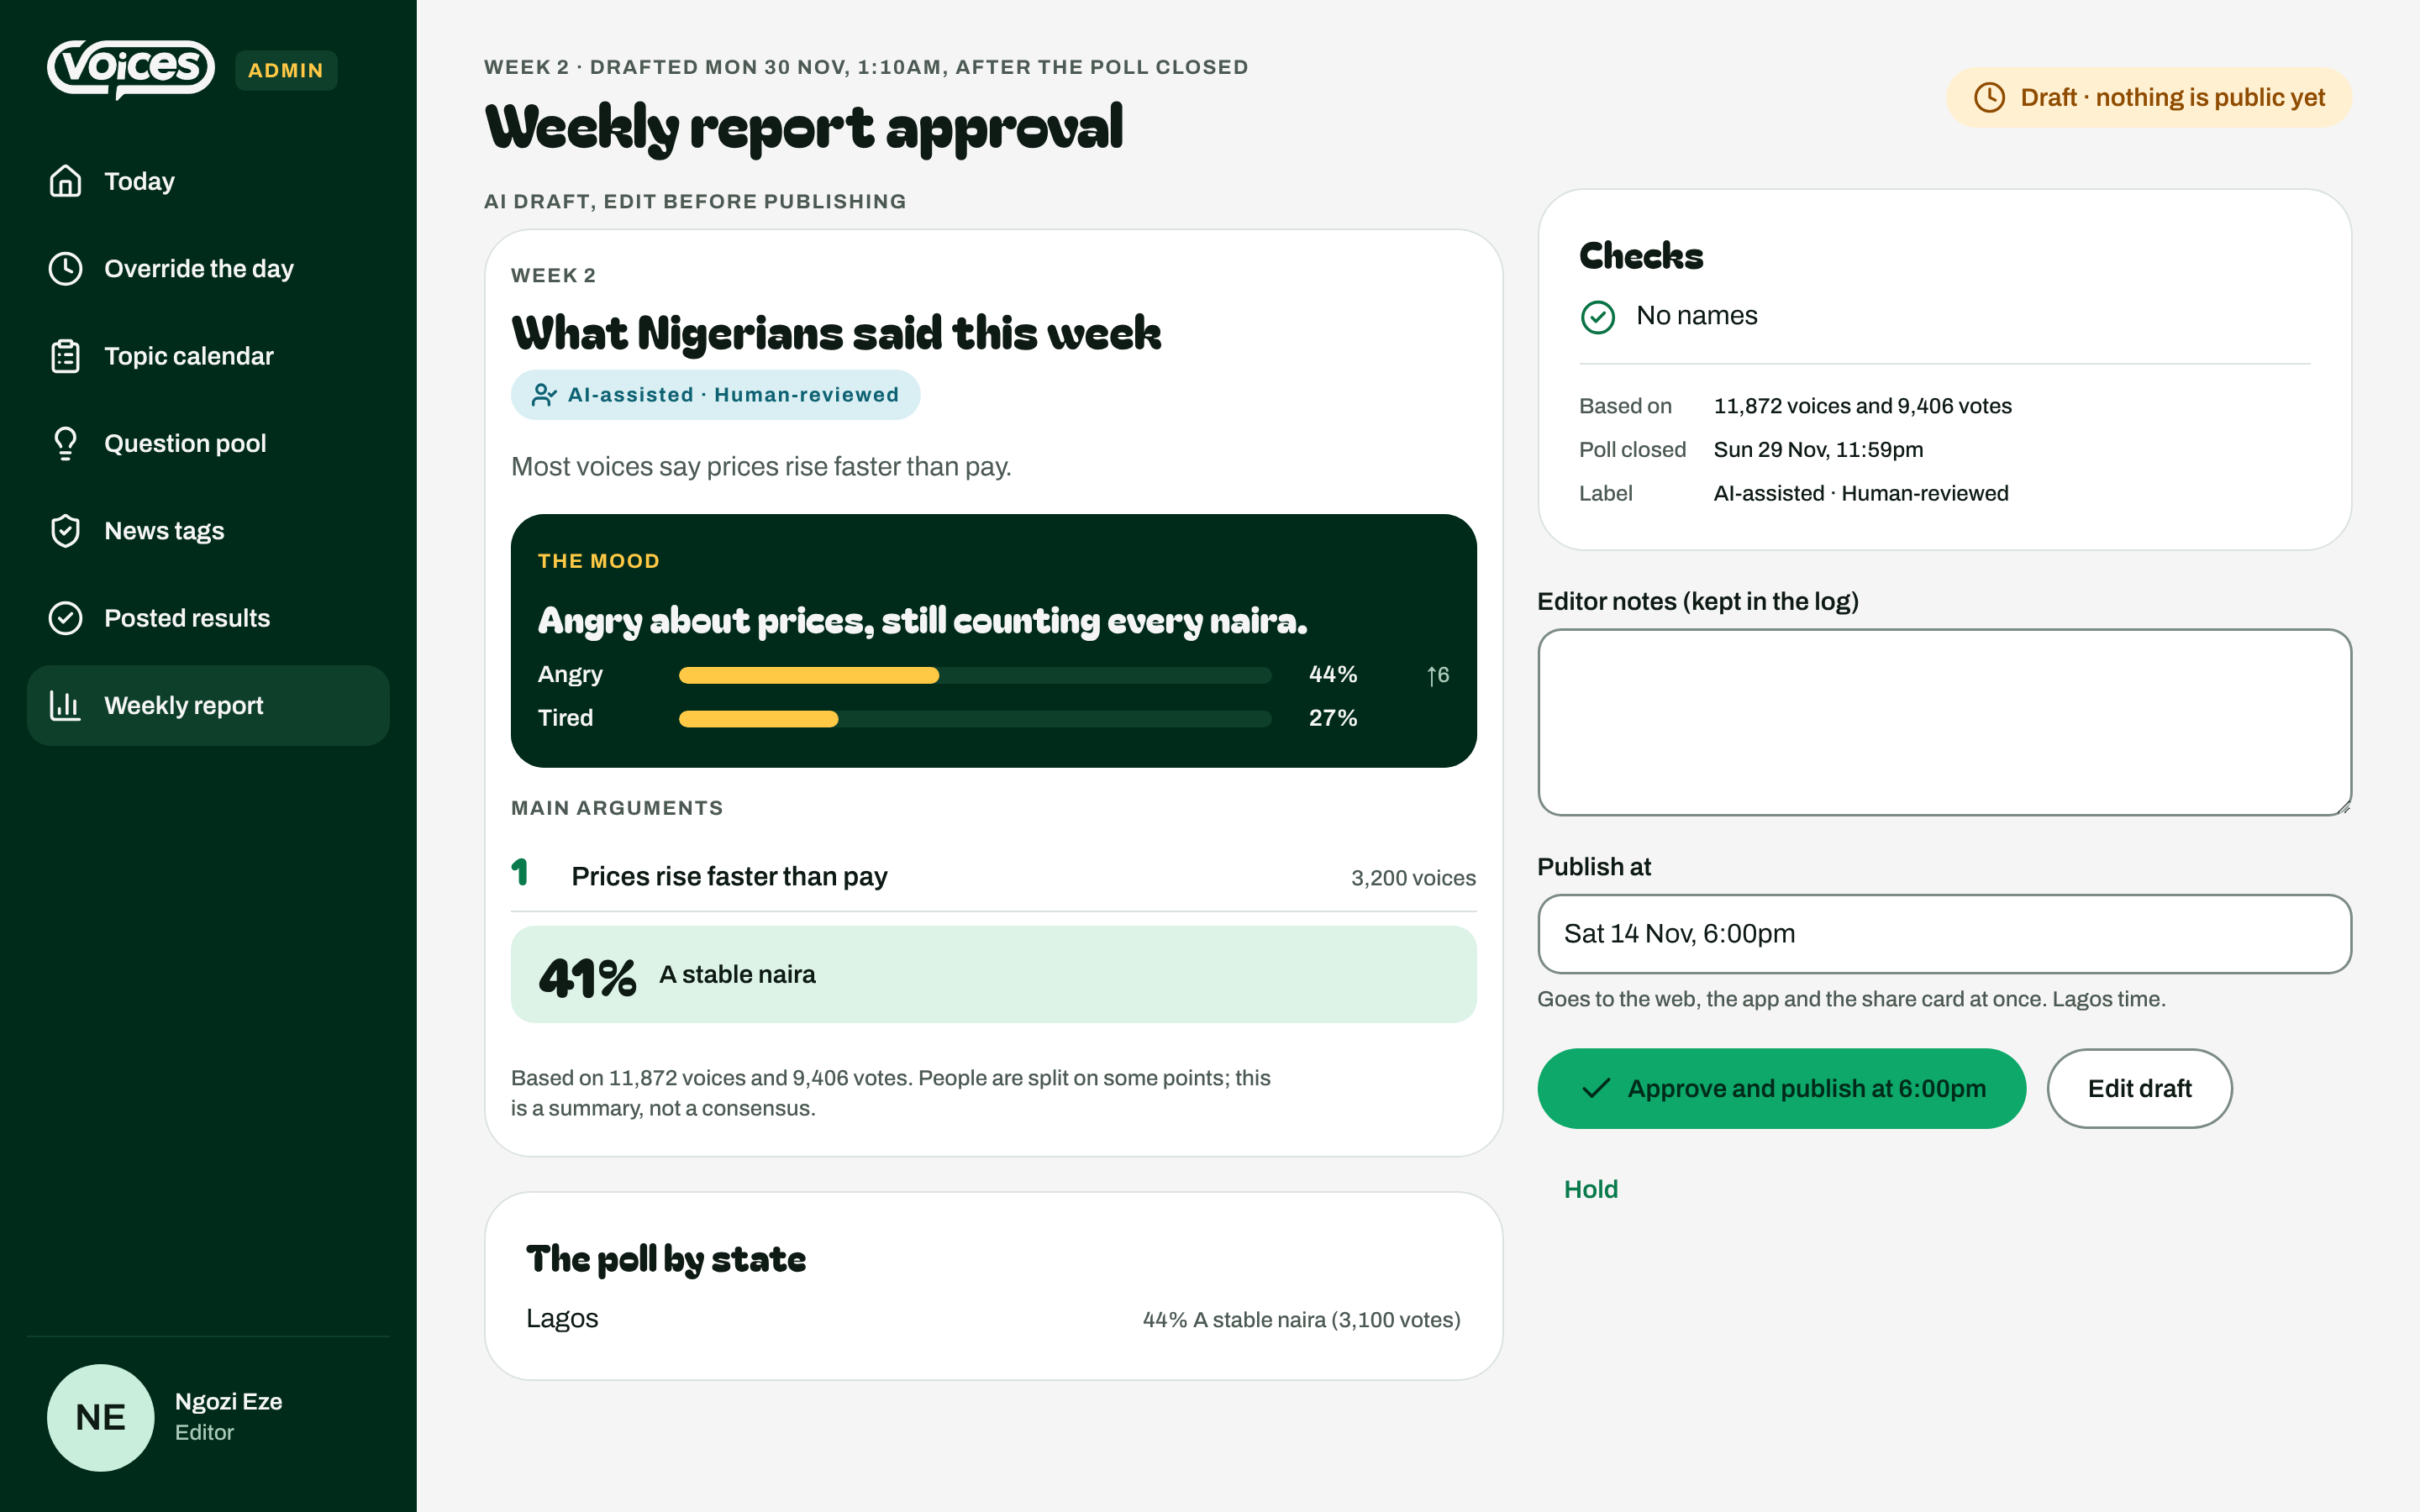 Voices
ADMIN
Today
Override the day
Topic calendar
Question pool
News tags
Posted results
Weekly report
NE
Ngozi Eze
Editor
WEEK 2 · DRAFTED MON 30 NOV, 1:10AM, AFTER THE POLL CLOSED
Weekly report approval
Draft · nothing is public yet
AI DRAFT, EDIT BEFORE PUBLISHING
WEEK 2
What Nigerians said this week
AI-assisted · Human-reviewed
Most voices say prices rise faster than pay.
THE MOOD
Angry about prices, still counting every naira.
Angry 44% ↑6
Tired 27%
MAIN ARGUMENTS
1 Prices rise faster than pay 3,200 voices
41% A stable naira
Based on 11,872 voices and 9,406 votes. People are split on some points; this
is a summary, not a consensus.
The poll by state
Lagos 44% A stable naira (3,100 votes)
Checks
No names
Based on 11,872 voices and 9,406 votes
Poll closed Sun 29 Nov, 11:59pm
Label AI-assisted · Human-reviewed
Editor notes (kept in the log)
Publish at
Sat 14 Nov, 6:00pm
Goes to the web, the app and the share card at once. Lagos time.
Approve and publish at 6:00pm
Edit draft
Hold